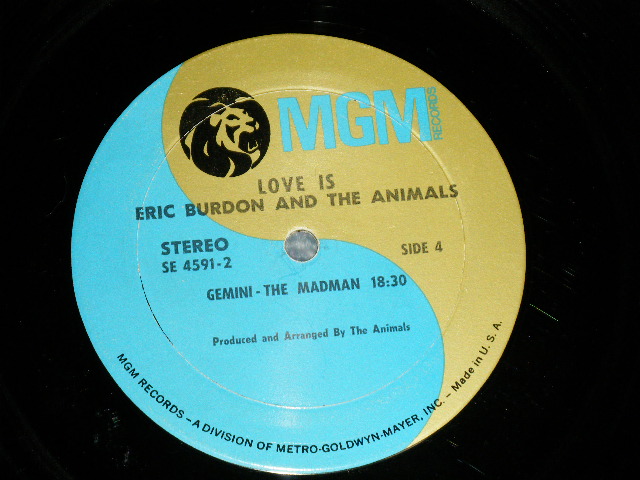 MGM
RECORDS
LOVE IS
ERIC BURDON AND THE ANIMALS
STEREO
SE 4591-2
SIDE 4
GEMINI - THE MADMAN 18:30
Produced and Arranged By The Animals
MGM RECORDS – A DIVISION OF METRO-GOLDWYN-MAYER, INC. – Made in U. S. A.